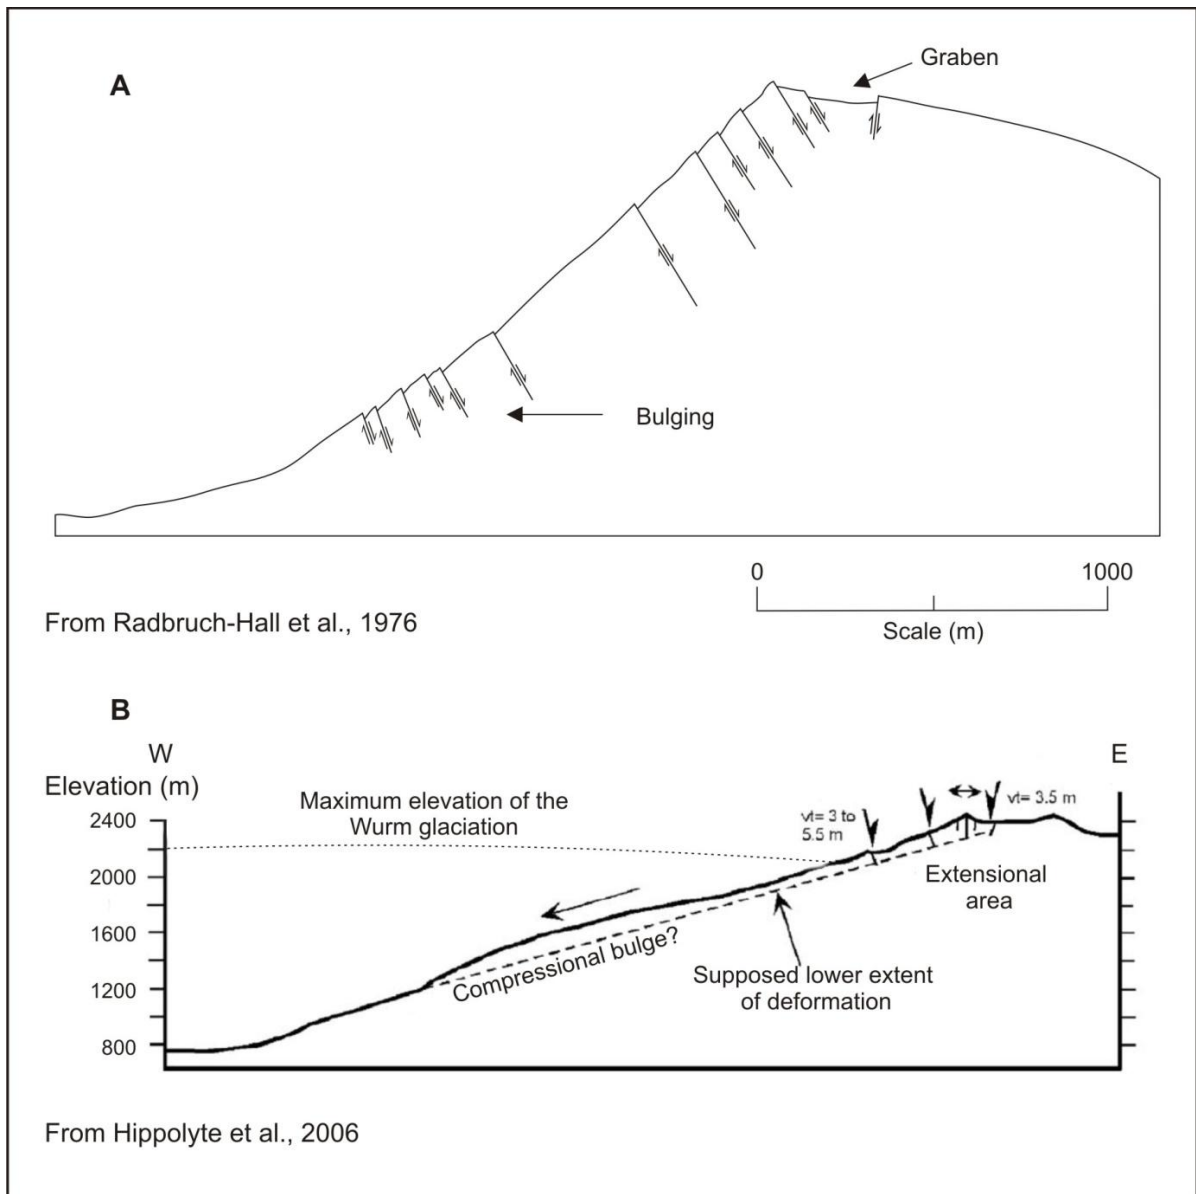 A
Graben
Bulging
0
1000
Scale (m)
From Radbruch-Hall et al., 1976
B
W
E
Elevation (m)
Maximum elevation of the
Wurm glaciation
vt= 3 to
5.5 m
vt= 3.5 m
2400
2000
1600
1200
800
Extensional
area
Compressional bulge?
Supposed lower extent
of deformation
From Hippolyte et al., 2006